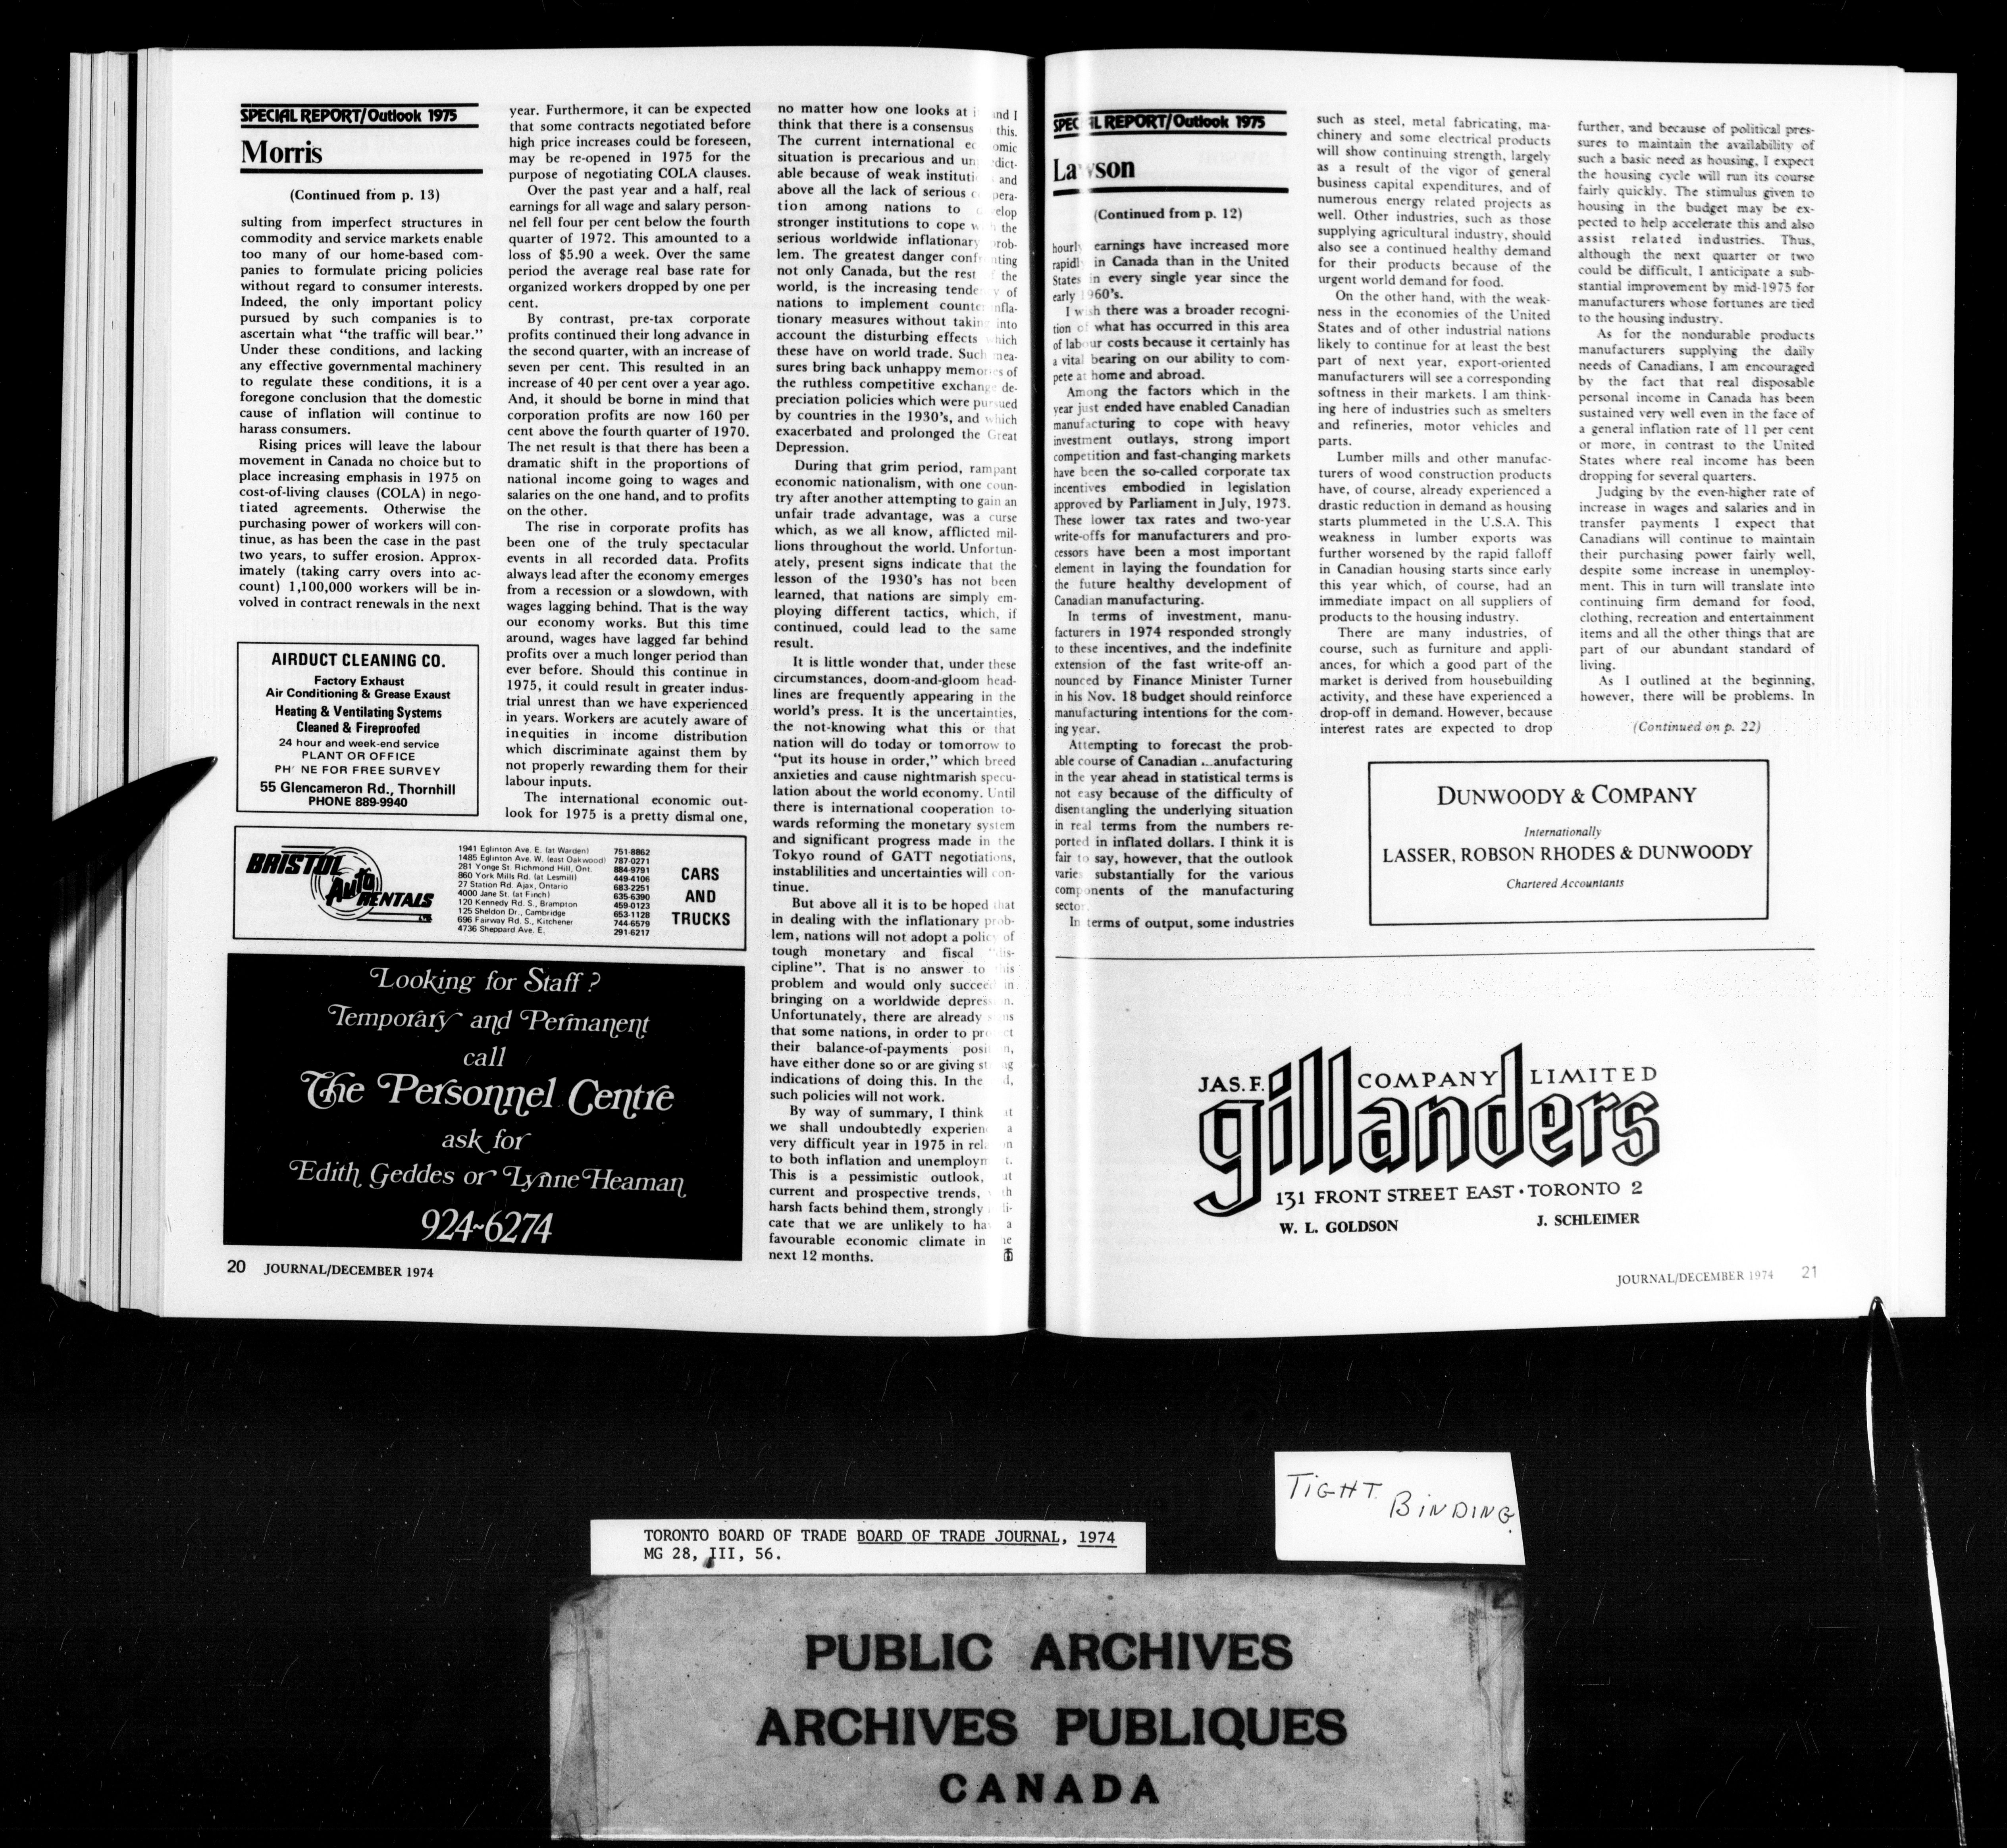 SPECIAL REPORT/Outlook 1975
Morris
(Continued from p. 13)
sulting from imperfect structures in
commodity and service markets enable
too many of our home-based com-
panies to formulate pricing policies
without regard to consumer interests.
Indeed, the only important policy
pursued by such companies is to
ascertain what “the traffic will bear.”
Under these conditions, and lacking
any effective governmental machinery
to regulate these conditions, it is a
foregone conclusion that the domestic
cause of inflation will continue to
harass consumers.
Rising prices will leave the labour
movement in Canada no choice but to
place increasing emphasis in 1975 on
cost-of-living clauses (COLA) in nego-
tiated agreements. Otherwise the
purchasing power of workers will con-
tinue, as has been the case in the past
two years, to suffer erosion. Approx-
imately (taking carry overs into ac-
count) 1,100,000 workers will be in-
volved in contract renewals in the next
year. Furthermore, it can be expected
that some contracts negotiated before
high price increases could be foreseen,
may be re-opened in 1975 for the
purpose of negotiating COLA clauses.
Over the past year and a half, real
earnings for all wage and salary person-
nel fell four per cent below the fourth
quarter of 1972. This amounted to a
loss of $5.90 a week. Over the same
period the average real base rate for
organized workers dropped by one per
cent.
By contrast, pre-tax corporate
profits continued their long advance in
the second quarter, with an increase of
seven per cent. This resulted in an
increase of 40 per cent over a year ago.
And, it should be borne in mind that
corporation profits are now 160 per
cent above the fourth quarter of 1970.
The net result is that there has been a
dramatic shift in the proportions of
national income going to wages and
salaries on the one hand, and to profits
on the other.
The rise in corporate profits has
been one of the truly spectacular
events in all recorded data. Profits
always lead after the economy emerges
from a recession or a slowdown, with
wages lagging behind. That is the way
our economy works. But this time
around, wages have lagged far behind
profits over a much longer period than
ever before. Should this continue in
1975, it could result in greater indus-
trial unrest than we have experienced
in years. Workers are acutely aware of
inequities in income distribution
which discriminate against them by
not properly rewarding them for their
labour inputs.
The international economic out-
look for 1975 is a pretty dismal one,
no matter how one looks at i and I
think that there is a consensus this.
The current international ec omic
situation is precarious and un dict-
able because of weak instituti and
above all the lack of serious c pera-
tion among nations to elop
stronger institutions to cope w h the
serious worldwide inflationary rob-
lem. The greatest danger conf nting
not only Canada, but the rest the
world, is the increasing tende y of
nations to implement counte nfla-
tionary measures without takin into
account the disturbing effects hich
these have on world trade. Such mea-
sures bring back unhappy memories of
the ruthless competitive exchange de-
preciation policies which were pursued
by countries in the 1930’s, and which
exacerbated and prolonged the Great
Depression.
During that grim period, rampant
economic nationalism, with one coun-
try after another attempting to gain an
unfair trade advantage, was a curse
which, as we all know, afflicted mil-
lions throughout the world. Unfortun-
ately, present signs indicate that the
lesson of the 1930’s has not been
learned, that nations are simply em-
ploying different tactics, which, if
continued, could lead to the same
result.
It is little wonder that, under these
circumstances, doom-and-gloom head-
lines are frequently appearing in the
world’s press. It is the uncertainties,
the not-knowing what this or that
nation will do today or tomorrow to
“put its house in order,” which breed
anxieties and cause nightmarish specu-
lation about the world economy. Until
there is international cooperation to-
wards reforming the monetary system
and significant progress made in the
Tokyo round of GATT negotiations,
instablilities and uncertainties will con-
tinue.
But above all it is to be hoped that
in dealing with the inflationary prob-
lem, nations will not adopt a policy of
tough monetary and fiscal “dis-
cipline”. That is no answer to his
problem and would only succeed in
bringing on a worldwide depress n.
Unfortunately, there are already s ns
that some nations, in order to pro ct
their balance-of-payments posi n,
have either done so or are giving st ng
indications of doing this. In the d,
such policies will not work.
By way of summary, I think at
we shall undoubtedly experien a
very difficult year in 1975 in rel n
to both inflation and unemploym t.
This is a pessimistic outlook, ut
current and prospective trends, th
harsh facts behind them, strongly di-
cate that we are unlikely to ha a
favourable economic climate in he
next 12 months.
AIRDUCT CLEANING CO.
Factory Exhaust
Air Conditioning & Grease Exaust
Heating & Ventilating Systems
Cleaned & Fireproofed
24 hour and week-end service
PLANT OR OFFICE
PH NE FOR FREE SURVEY
55 Glencameron Rd., Thornhill
PHONE 889-9940
BRISTOL
Auto
RENTALS
LTD.
1941 Eglinton Ave. E. (at Warden) 751-8862
1485 Eglinton Ave. W. (east Oakwood) 787-0271
281 Yonge St. Richmond Hill, Ont. 884-9791
860 York Mills Rd. (at Lesmill) 449-4106
27 Station Rd. Ajax, Ontario 683-2251
4000 Jane St. (at Finch) 635-6390
120 Kennedy Rd. S., Brampton 459-0123
125 Sheldon Dr., Cambridge 653-1128
696 Fairway Rd. S., Kitchener 744-6579
4736 Sheppard Ave. E. 291-6217
CARS
AND
TRUCKS
Looking for Staff ?
Temporary and Permanent
call
The Personnel Centre
ask for
Edith Geddes or Lynne Heaman
924-6274
20 JOURNAL/DECEMBER 1974
SPECIAL REPORT/Outlook 1975
Lawson
(Continued from p. 12)
hourly earnings have increased more
rapidl in Canada than in the United
States in every single year since the
early 1960’s.
I wish there was a broader recogni-
tion of what has occurred in this area
of labour costs because it certainly has
a vital bearing on our ability to com-
pete at home and abroad.
Among the factors which in the
year just ended have enabled Canadian
manufacturing to cope with heavy
investment outlays, strong import
competition and fast-changing markets
have been the so-called corporate tax
incentives embodied in legislation
approved by Parliament in July, 1973.
These lower tax rates and two-year
write-offs for manufacturers and pro-
cessors have been a most important
element in laying the foundation for
the future healthy development of
Canadian manufacturing.
In terms of investment, manu-
facturers in 1974 responded strongly
to these incentives, and the indefinite
extension of the fast write-off an-
nounced by Finance Minister Turner
in his Nov. 18 budget should reinforce
manufacturing intentions for the com-
ing year.
Attempting to forecast the prob-
able course of Canadian anufacturing
in the year ahead in statistical terms is
not easy because of the difficulty of
disentangling the underlying situation
in real terms from the numbers re-
ported in inflated dollars. I think it is
fair to say, however, that the outlook
varies substantially for the various
components of the manufacturing
sector.
In terms of output, some industries
such as steel, metal fabricating, ma-
chinery and some electrical products
will show continuing strength, largely
as a result of the vigor of general
business capital expenditures, and of
numerous energy related projects as
well. Other industries, such as those
supplying agricultural industry, should
also see a continued healthy demand
for their products because of the
urgent world demand for food.
On the other hand, with the weak-
ness in the economies of the United
States and of other industrial nations
likely to continue for at least the best
part of next year, export-oriented
manufacturers will see a corresponding
softness in their markets. I am think-
ing here of industries such as smelters
and refineries, motor vehicles and
parts.
Lumber mills and other manufac-
turers of wood construction products
have, of course, already experienced a
drastic reduction in demand as housing
starts plummeted in the U.S.A. This
weakness in lumber exports was
further worsened by the rapid falloff
in Canadian housing starts since early
this year which, of course, had an
immediate impact on all suppliers of
products to the housing industry.
There are many industries, of
course, such as furniture and appli-
ances, for which a good part of the
market is derived from housebuilding
activity, and these have experienced a
drop-off in demand. However, because
interest rates are expected to drop
further, and because of political pres-
sures to maintain the availability of
such a basic need as housing, I expect
the housing cycle will run its course
fairly quickly. The stimulus given to
housing in the budget may be ex-
pected to help accelerate this and also
assist related industries. Thus,
although the next quarter or two
could be difficult, I anticipate a sub-
stantial improvement by mid-1975 for
manufacturers whose fortunes are tied
to the housing industry.
As for the nondurable products
manufacturers supplying the daily
needs of Canadians, I am encouraged
by the fact that real disposable
personal income in Canada has been
sustained very well even in the face of
a general inflation rate of 11 per cent
or more, in contrast to the United
States where real income has been
dropping for several quarters.
Judging by the even-higher rate of
increase in wages and salaries and in
transfer payments I expect that
Canadians will continue to maintain
their purchasing power fairly well,
despite some increase in unemploy-
ment. This in turn will translate into
continuing firm demand for food,
clothing, recreation and entertainment
items and all the other things that are
part of our abundant standard of
living.
As I outlined at the beginning,
however, there will be problems. In
(Continued on p. 22)
DUNWOODY & COMPANY
Internationally
LASSER, ROBSON RHODES & DUNWOODY
Chartered Accountants
JAS. F. gillanders COMPANY LIMITED
131 FRONT STREET EAST • TORONTO 2
W. L. GOLDSON J. SCHLEIMER
JOURNAL/DECEMBER 1974 21
TIGHT BINDING.
TORONTO BOARD OF TRADE BOARD OF TRADE JOURNAL, 1974
MG 28, III, 56.
PUBLIC ARCHIVES
ARCHIVES PUBLIQUES
CANADA